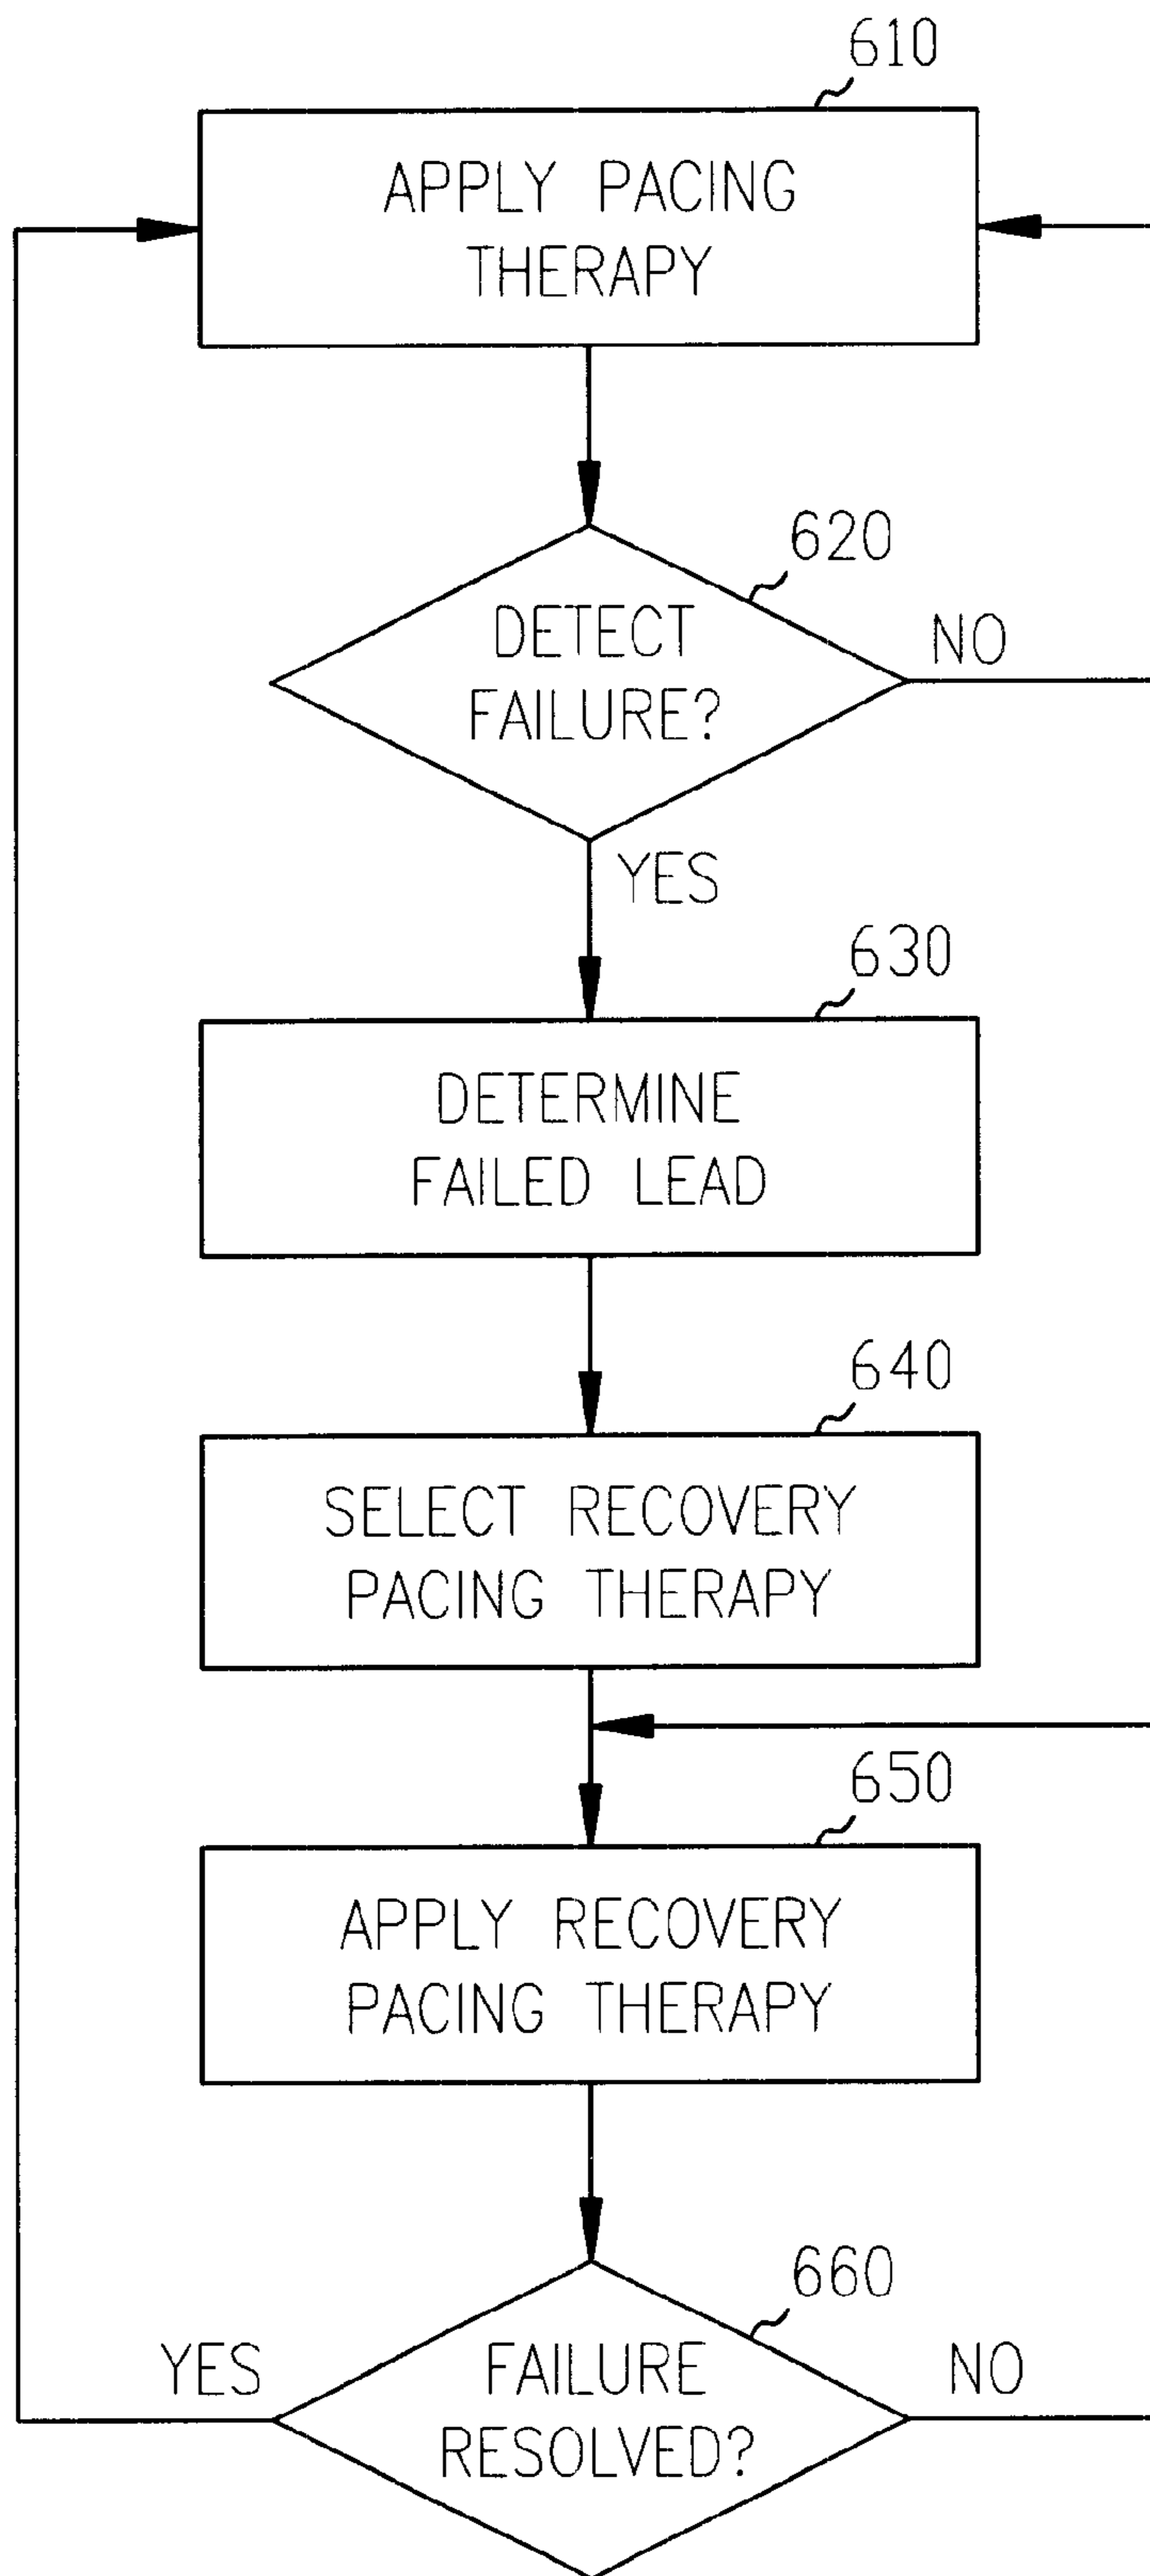 610
APPLY PACING
THERAPY
620
DETECT
FAILURE?
NO
YES
630
DETERMINE
FAILED LEAD
640
SELECT RECOVERY
PACING THERAPY
650
APPLY RECOVERY
PACING THERAPY
660
YES
FAILURE
RESOLVED?
NO